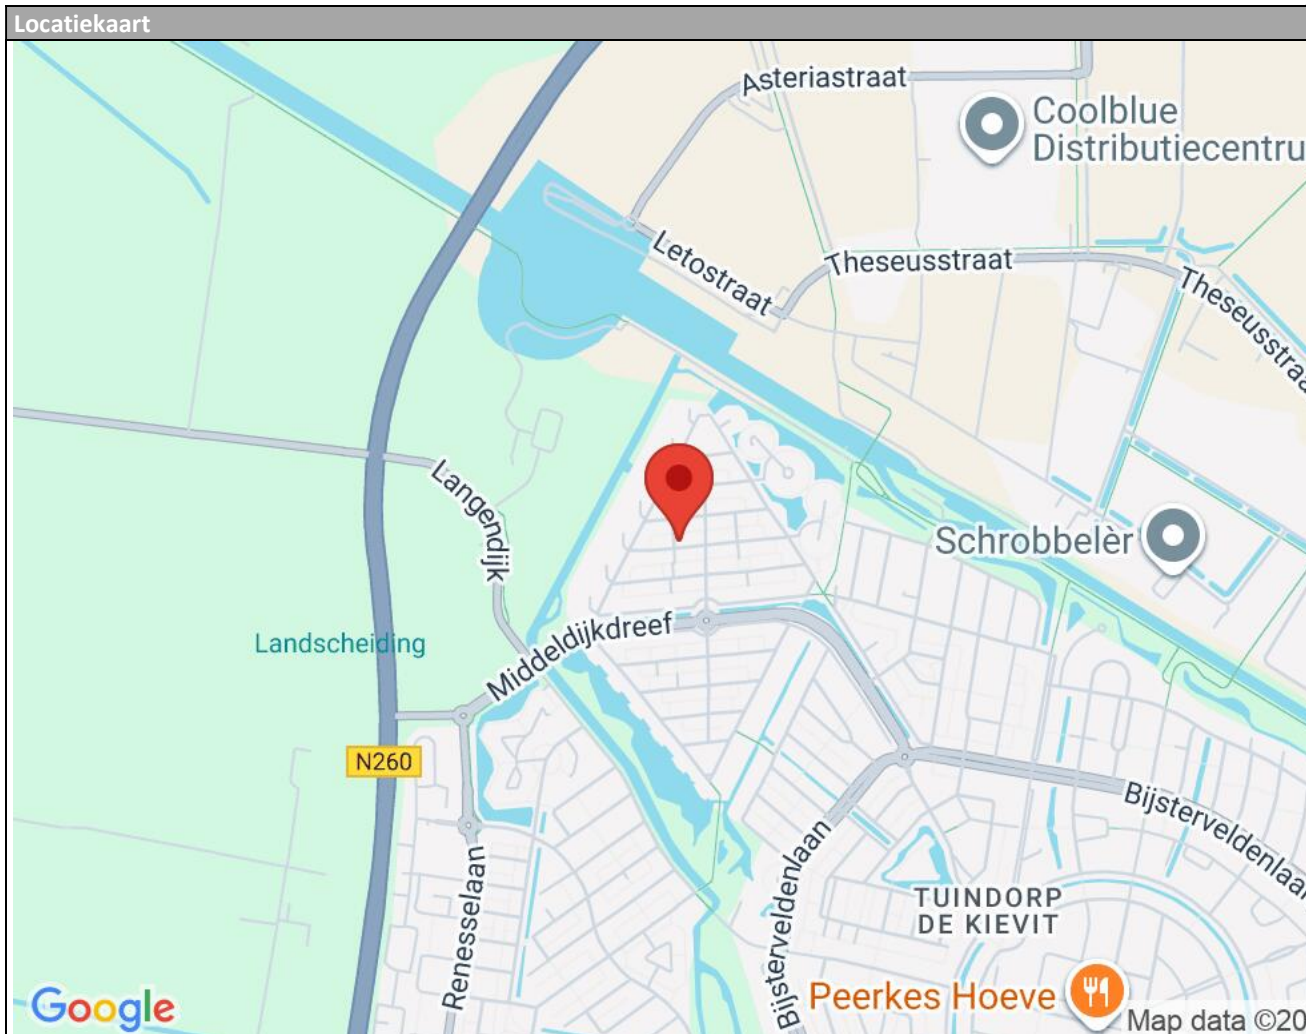 Locatiekaart
Asteriastraat
Coolblue
Distributiecentru
Letostraat
Theseusstraat
Theseusstraa
Langendijk
Schrobbelèr
Landscheiding
Middeldijkdreef
N260
Bijsterveldenlaan
Bijsterveldenlaan
Renesselaan
TUINDORP
DE KIEVIT
Peerkes Hoeve
Google
Map data ©20